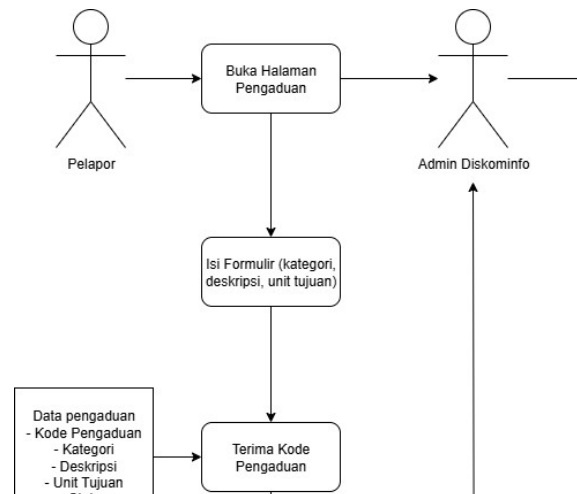 Buka Halaman
Pengaduan
Pelapor
Admin Diskominfo
Isi Formulir (kategori,
deskripsi, unit tujuan)
Data pengaduan
- Kode Pengaduan
- Kategori
- Deskripsi
- Unit Tujuan
Terima Kode
Pengaduan